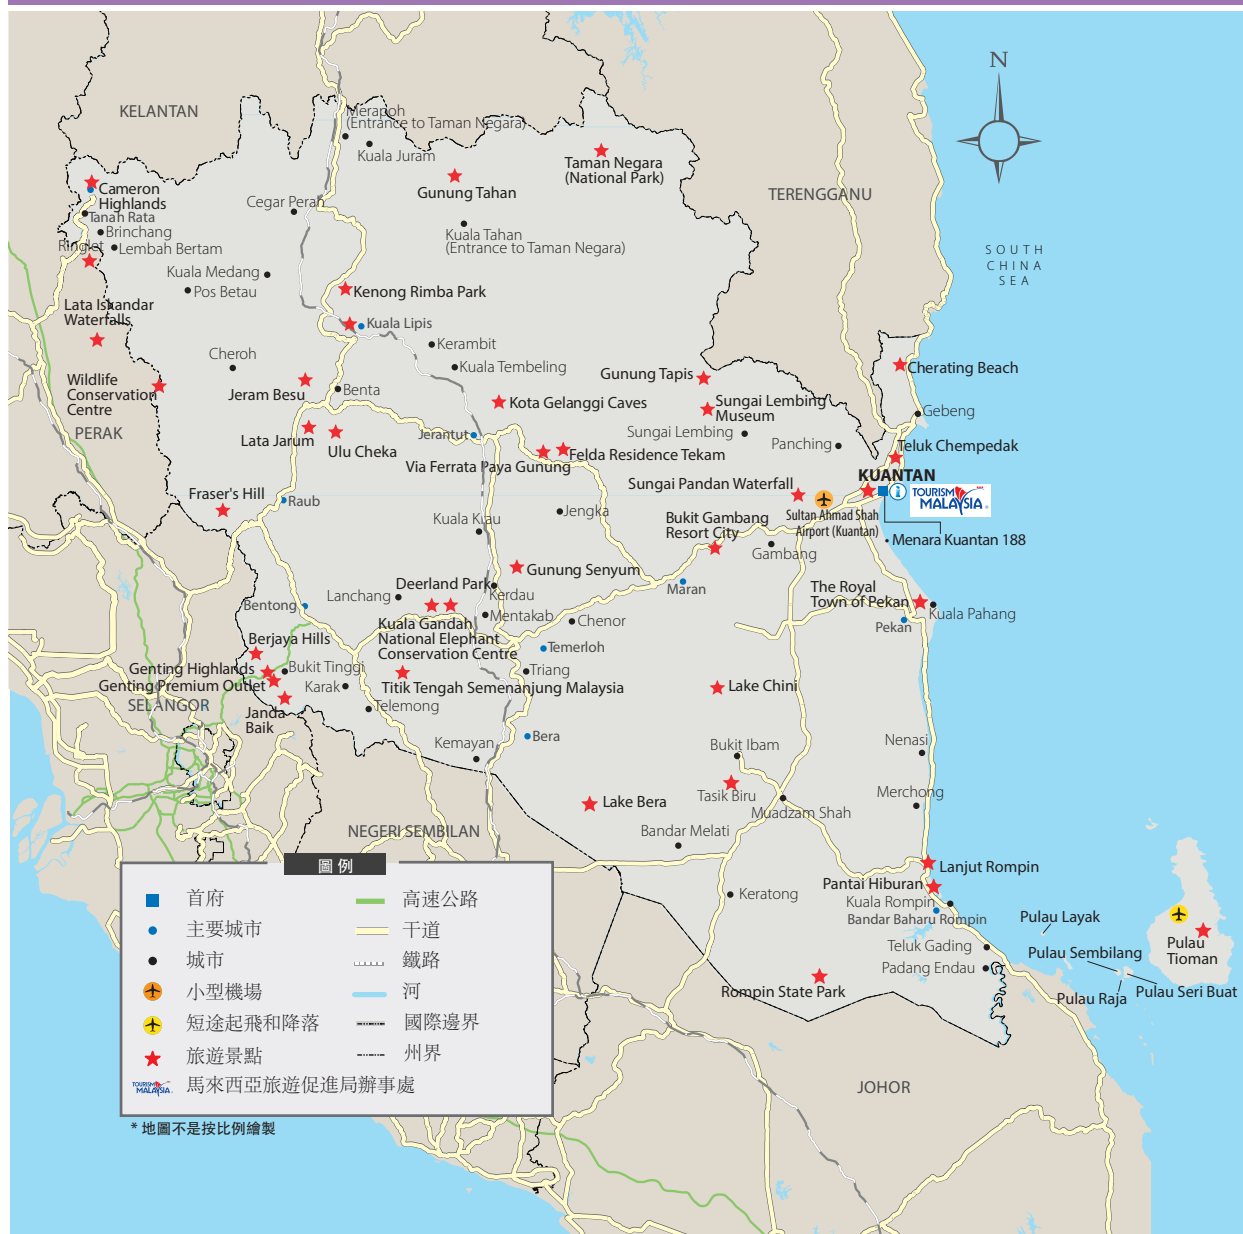 N
KELANTAN
Merapoh
(Entrance to Taman Negara)
Kuala Juram
Taman Negara
(National Park)
Gunung Tahan
TERENGGANU
Cameron
Highlands
Tanah Rata
Brinchang
Ringlet
Lembah Bertam
Cegar Perah
Kuala Tahan
(Entrance to Taman Negara)
SOUTH
CHINA
SEA
Kuala Medang
Pos Betau
Kenong Rimba Park
Lata Iskandar
Waterfalls
Kuala Lipis
Kerambit
Cheroh
Kuala Tembeling
Gunung Tapis
Cherating Beach
Wildlife
Conservation
Centre
Jeram Besu
Benta
Kota Gelanggi Caves
Sungai Lembing
Museum
Gebeng
PERAK
Lata Jarum
Ulu Cheka
Jerantut
Sungai Lembing
Panching
Teluk Chempedak
Via Ferrata Paya Gunung
Felda Residence Tekam
Sungai Pandan Waterfall
KUANTAN
Fraser's Hill
Raub
TOURISM
MALAYSIA
Kuala Krau
Jengka
Bukit Gambang
Resort City
Sultan Ahmad Shah
Airport (Kuantan)
Gambang
Menara Kuantan 188
Gunung Senyum
Deerland Park
Kerdau
Maran
The Royal
Town of Pekan
Bentong
Lanchang
Mentakab
Chenor
Kuala Pahang
Pekan
Kuala Gandah
National Elephant
Conservation Centre
Berjaya Hills
Temerloh
Genting Highlands
Bukit Tinggi
Triang
Genting Premium Outlet
Karak
Titik Tengah Semenanjung Malaysia
Lake Chini
SELANGOR
Janda
Baik
Telemong
Kemayan
Bera
Bukit Ibam
Nenasi
Tasik Biru
Merchong
Lake Bera
Muadzam Shah
NEGERI SEMBILAN
Bandar Melati
Lanjut Rompin
Pantai Hiburan
Keratong
Kuala Rompin
Bandar Baharu Rompin
Pulau Layak
Teluk Gading
Pulau Sembilang
Pulau
Tioman
Padang Endau
Rompin State Park
Pulau Raja
Pulau Seri Buat
JOHOR
圖例
首府
主要城市
城市
小型機場
短途起飛和降落
旅遊景點
TOURISM
MALAYSIA
馬來西亞旅遊促進局辦事處
高速公路
干道
鐵路
河
國際邊界
州界
* 地圖不是按比例繪製